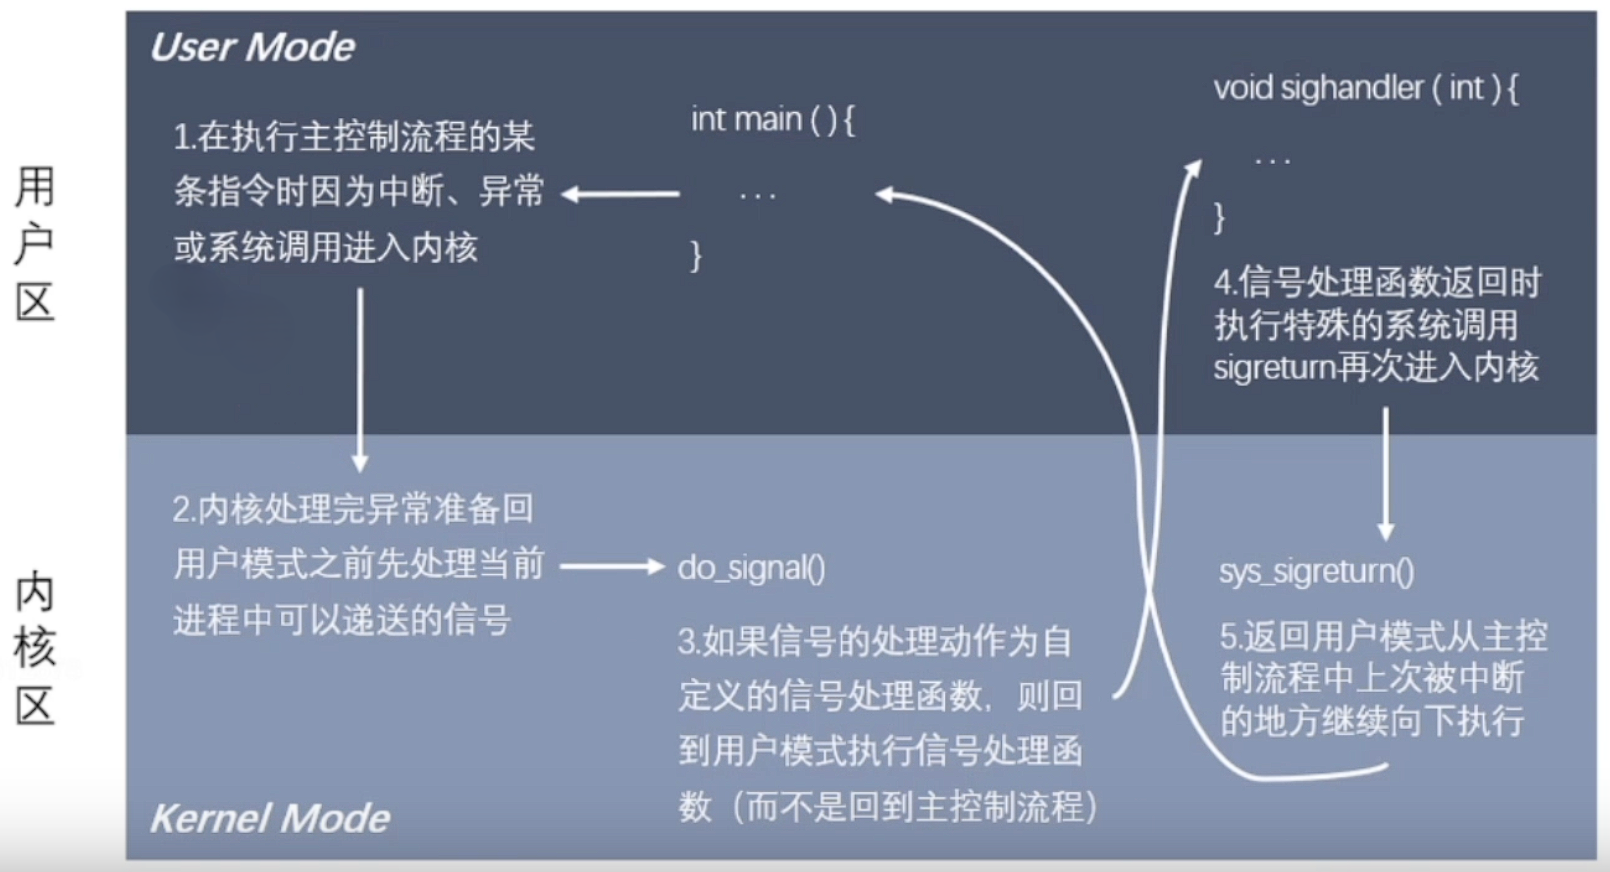 User Mode
用户区
1.在执行主控制流程的某
条指令时因为中断、异常
或系统调用进入内核
int main ( ) {
...
}
void sighandler ( int ) {
...
}
4.信号处理函数返回时
执行特殊的系统调用
sigreturn再次进入内核
内核区
2.内核处理完异常准备回
用户模式之前先处理当前
进程中可以递送的信号
do_signal()
3.如果信号的处理动作为自
定义的信号处理函数，则回
到用户模式执行信号处理函
数（而不是回到主控制流程）
sys_sigreturn()
5.返回用户模式从主控
制流程中上次被中断
的地方继续向下执行
Kernel Mode